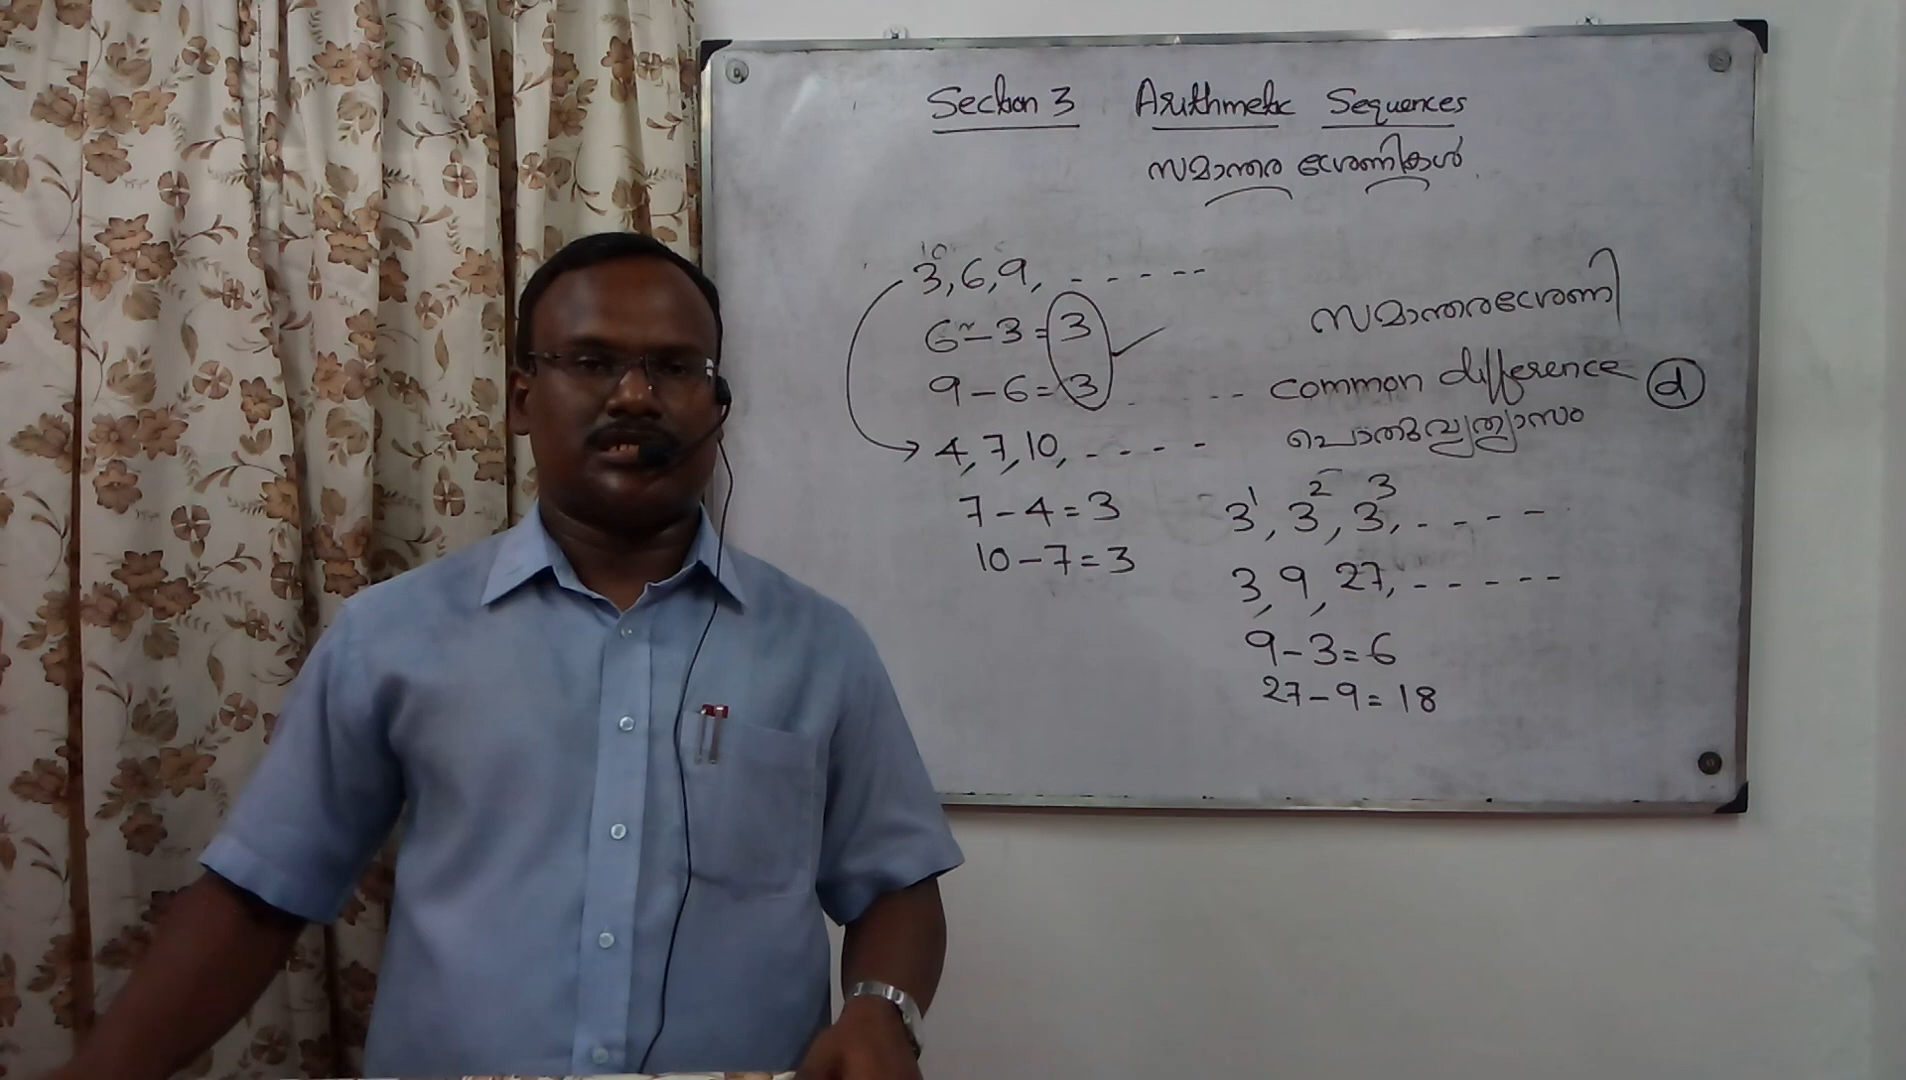 Section 3 Arithmetic Sequences
സമാന്തര ശ്രേണികൾ
3, 6, 9, - - - - -
6 - 3 = 3
9 - 6 = 3 - - - -
4, 7, 10, - - - -
7 - 4 = 3
10 - 7 = 3
സമാന്തരശ്രേണി
common difference d
പൊതുവ്യത്യാസം
3¹, 3², 3³, - - - -
3, 9, 27, - - - - -
9 - 3 = 6
27 - 9 = 18